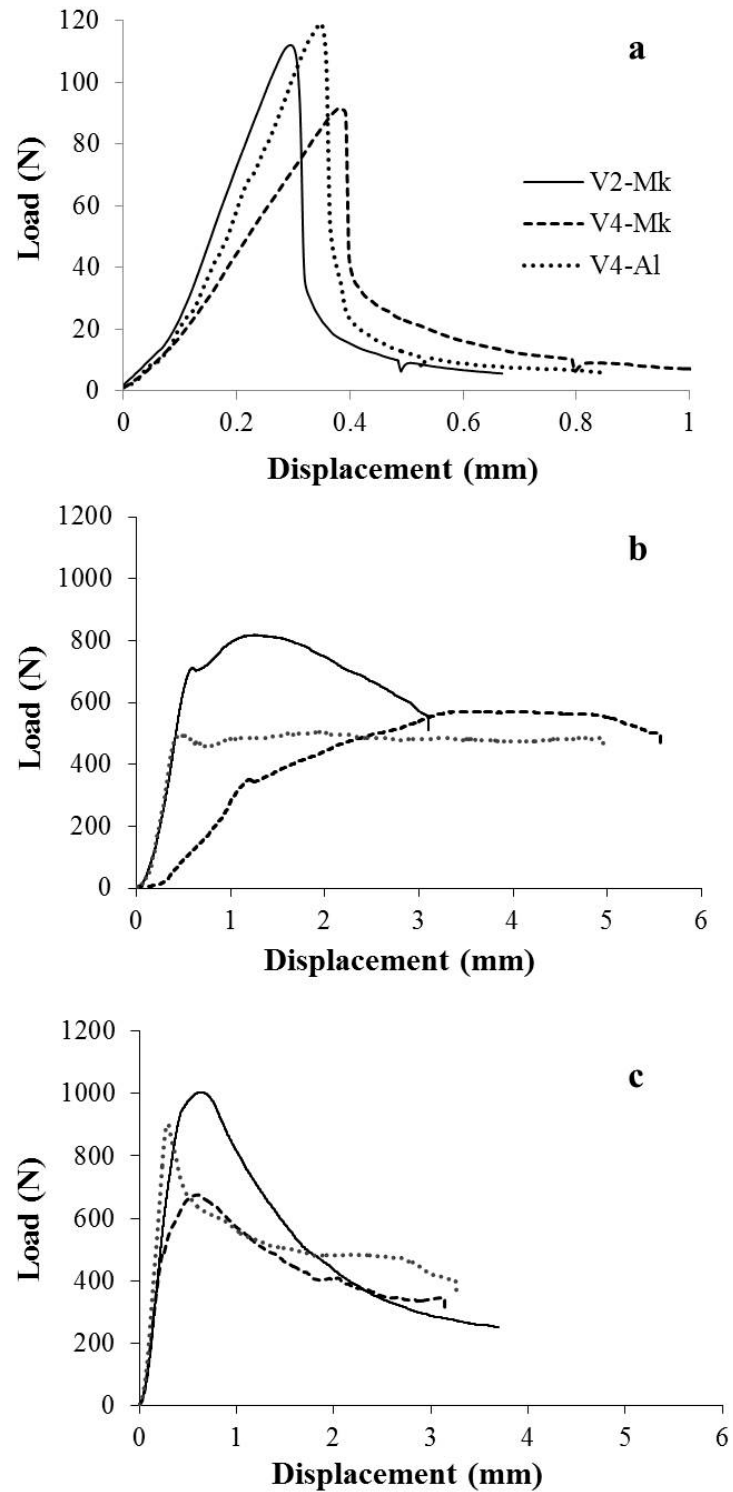 a
120
100
80
60
40
20
0
Load (N)
V2-Mk
V4-Mk
V4-Al
0 0.2 0.4 0.6 0.8 1
Displacement (mm)
b
1200
1000
800
600
400
200
0
Load (N)
0 1 2 3 4 5 6
Displacement (mm)
c
1200
1000
800
600
400
200
0
Load (N)
0 1 2 3 4 5 6
Displacement (mm)